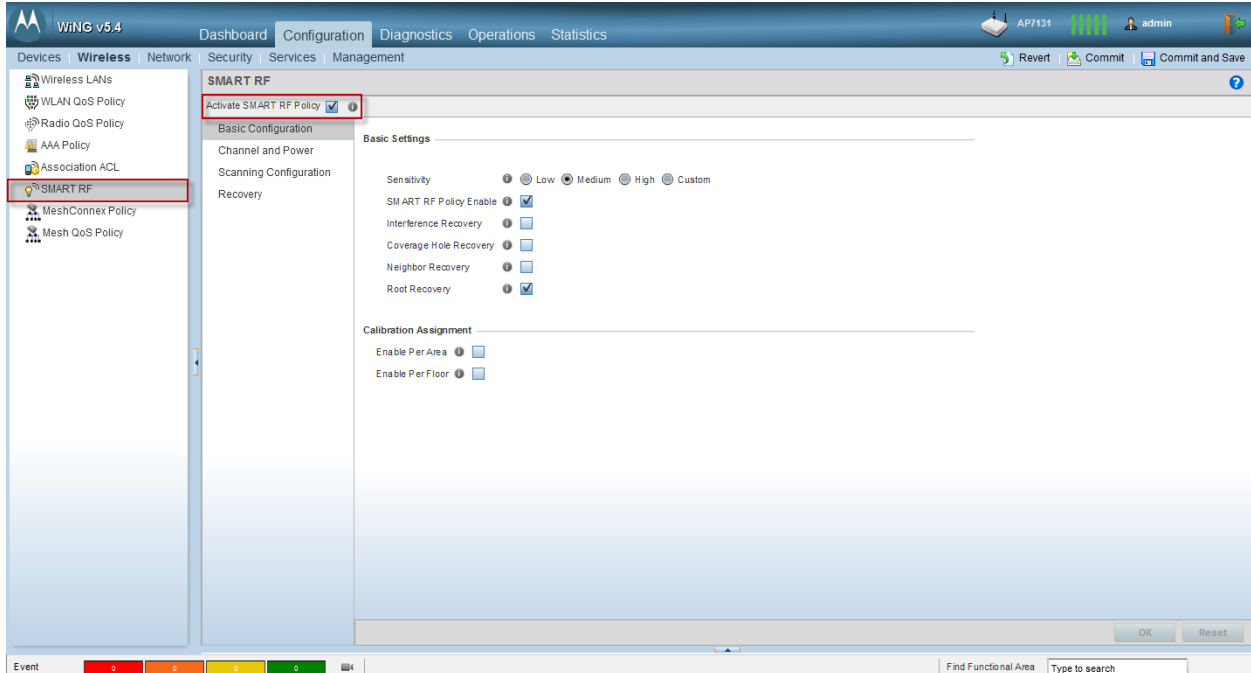 WiNG v5.4
Dashboard Configuration Diagnostics Operations Statistics
AP7131 admin
Devices Wireless Network Security Services Management
Revert Commit Commit and Save
Wireless LANs
WLAN QoS Policy
Radio QoS Policy
AAA Policy
Association ACL
SMART RF
MeshConnex Policy
Mesh QoS Policy
SMART RF
Activate SMART RF Policy
Basic Configuration
Channel and Power
Scanning Configuration
Recovery
Basic Settings
Sensitivity Low Medium High Custom
SMART RF Policy Enable
Interference Recovery
Coverage Hole Recovery
Neighbor Recovery
Root Recovery
Calibration Assignment
Enable Per Area
Enable Per Floor
OK Reset
Event 0 0 0 0
Find Functional Area Type to search